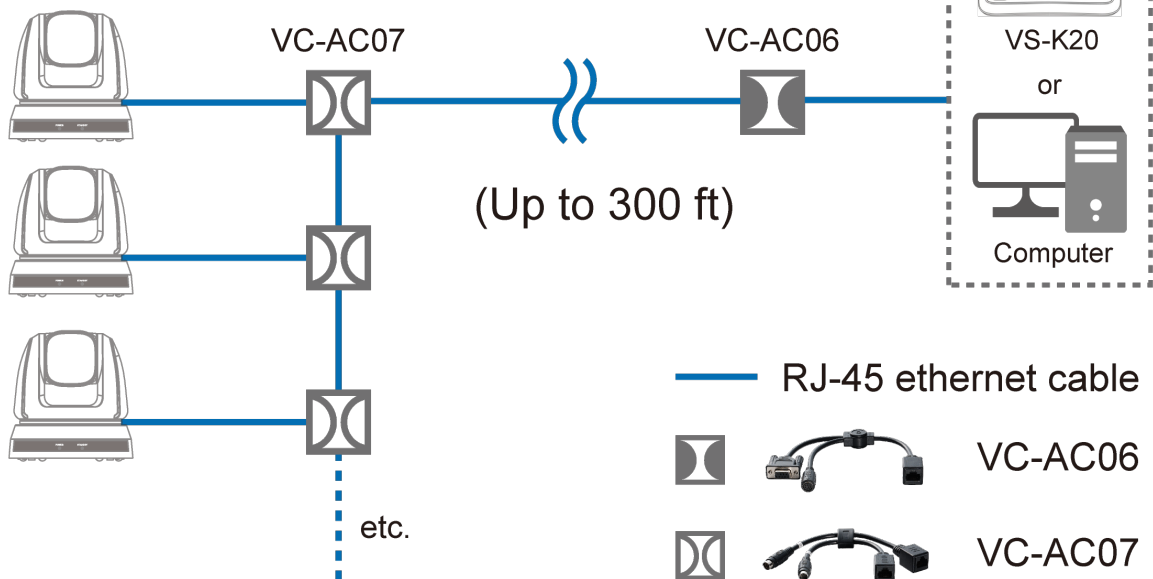 VC-AC07
VC-AC06
VS-K20
or
(Up to 300 ft)
Computer
RJ-45 ethernet cable
VC-AC06
etc.
VC-AC07